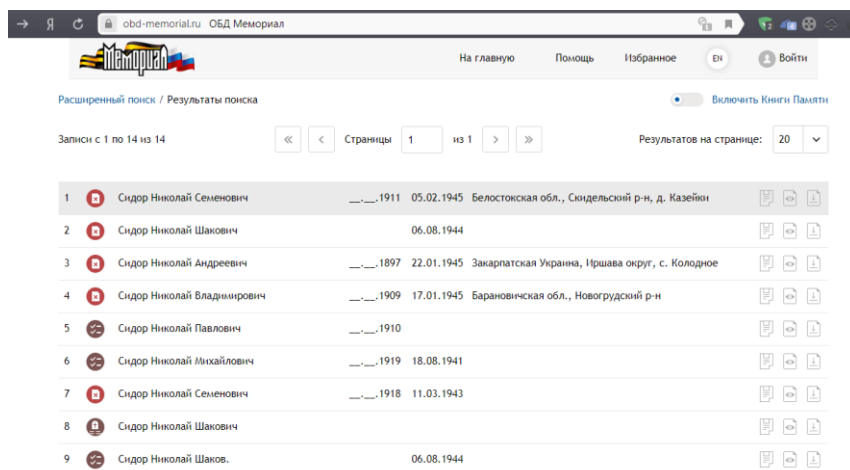 obd-memorial.ru ОБД Мемориал
Мемориал На главную Помощь Избранное EN Войти
Расширенный поиск / Результаты поиска Включить Книги Памяти
Записи с 1 по 14 из 14 Страницы 1 из 1 Результатов на странице: 20
1 Сидор Николай Семенович __.__.1911 05.02.1945 Белостокская обл., Скидельский р-н, д. Казейки
2 Сидор Николай Шакович 06.08.1944
3 Сидор Николай Андреевич __.__.1897 22.01.1945 Закарпатская Украина, Иршава округ, с. Колодное
4 Сидор Николай Владимирович __.__.1909 17.01.1945 Барановичская обл., Новогрудский р-н
5 Сидор Николай Павлович __.__.1910
6 Сидор Николай Михайлович __.__.1919 18.08.1941
7 Сидор Николай Семенович __.__.1918 11.03.1943
8 Сидор Николай Шакович
9 Сидор Николай Шаков. 06.08.1944